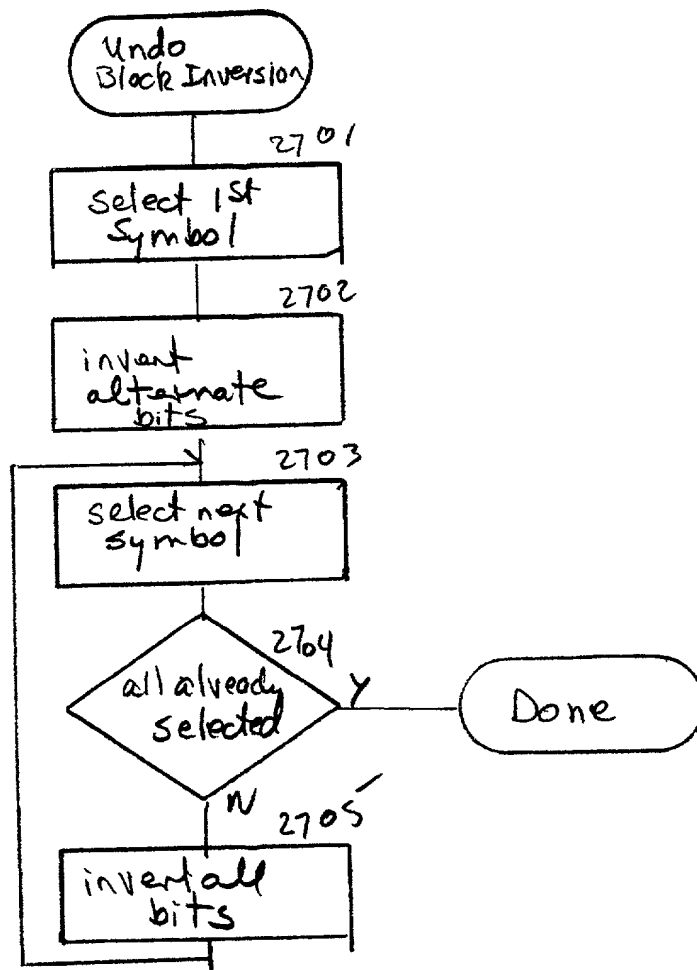 Undo
Block Inversion
2701
select 1st
symbol
2702
invert
alternate
bits
2703
select next
symbol
2704
all already
selected
Y
Done
N
2705
invert all
bits